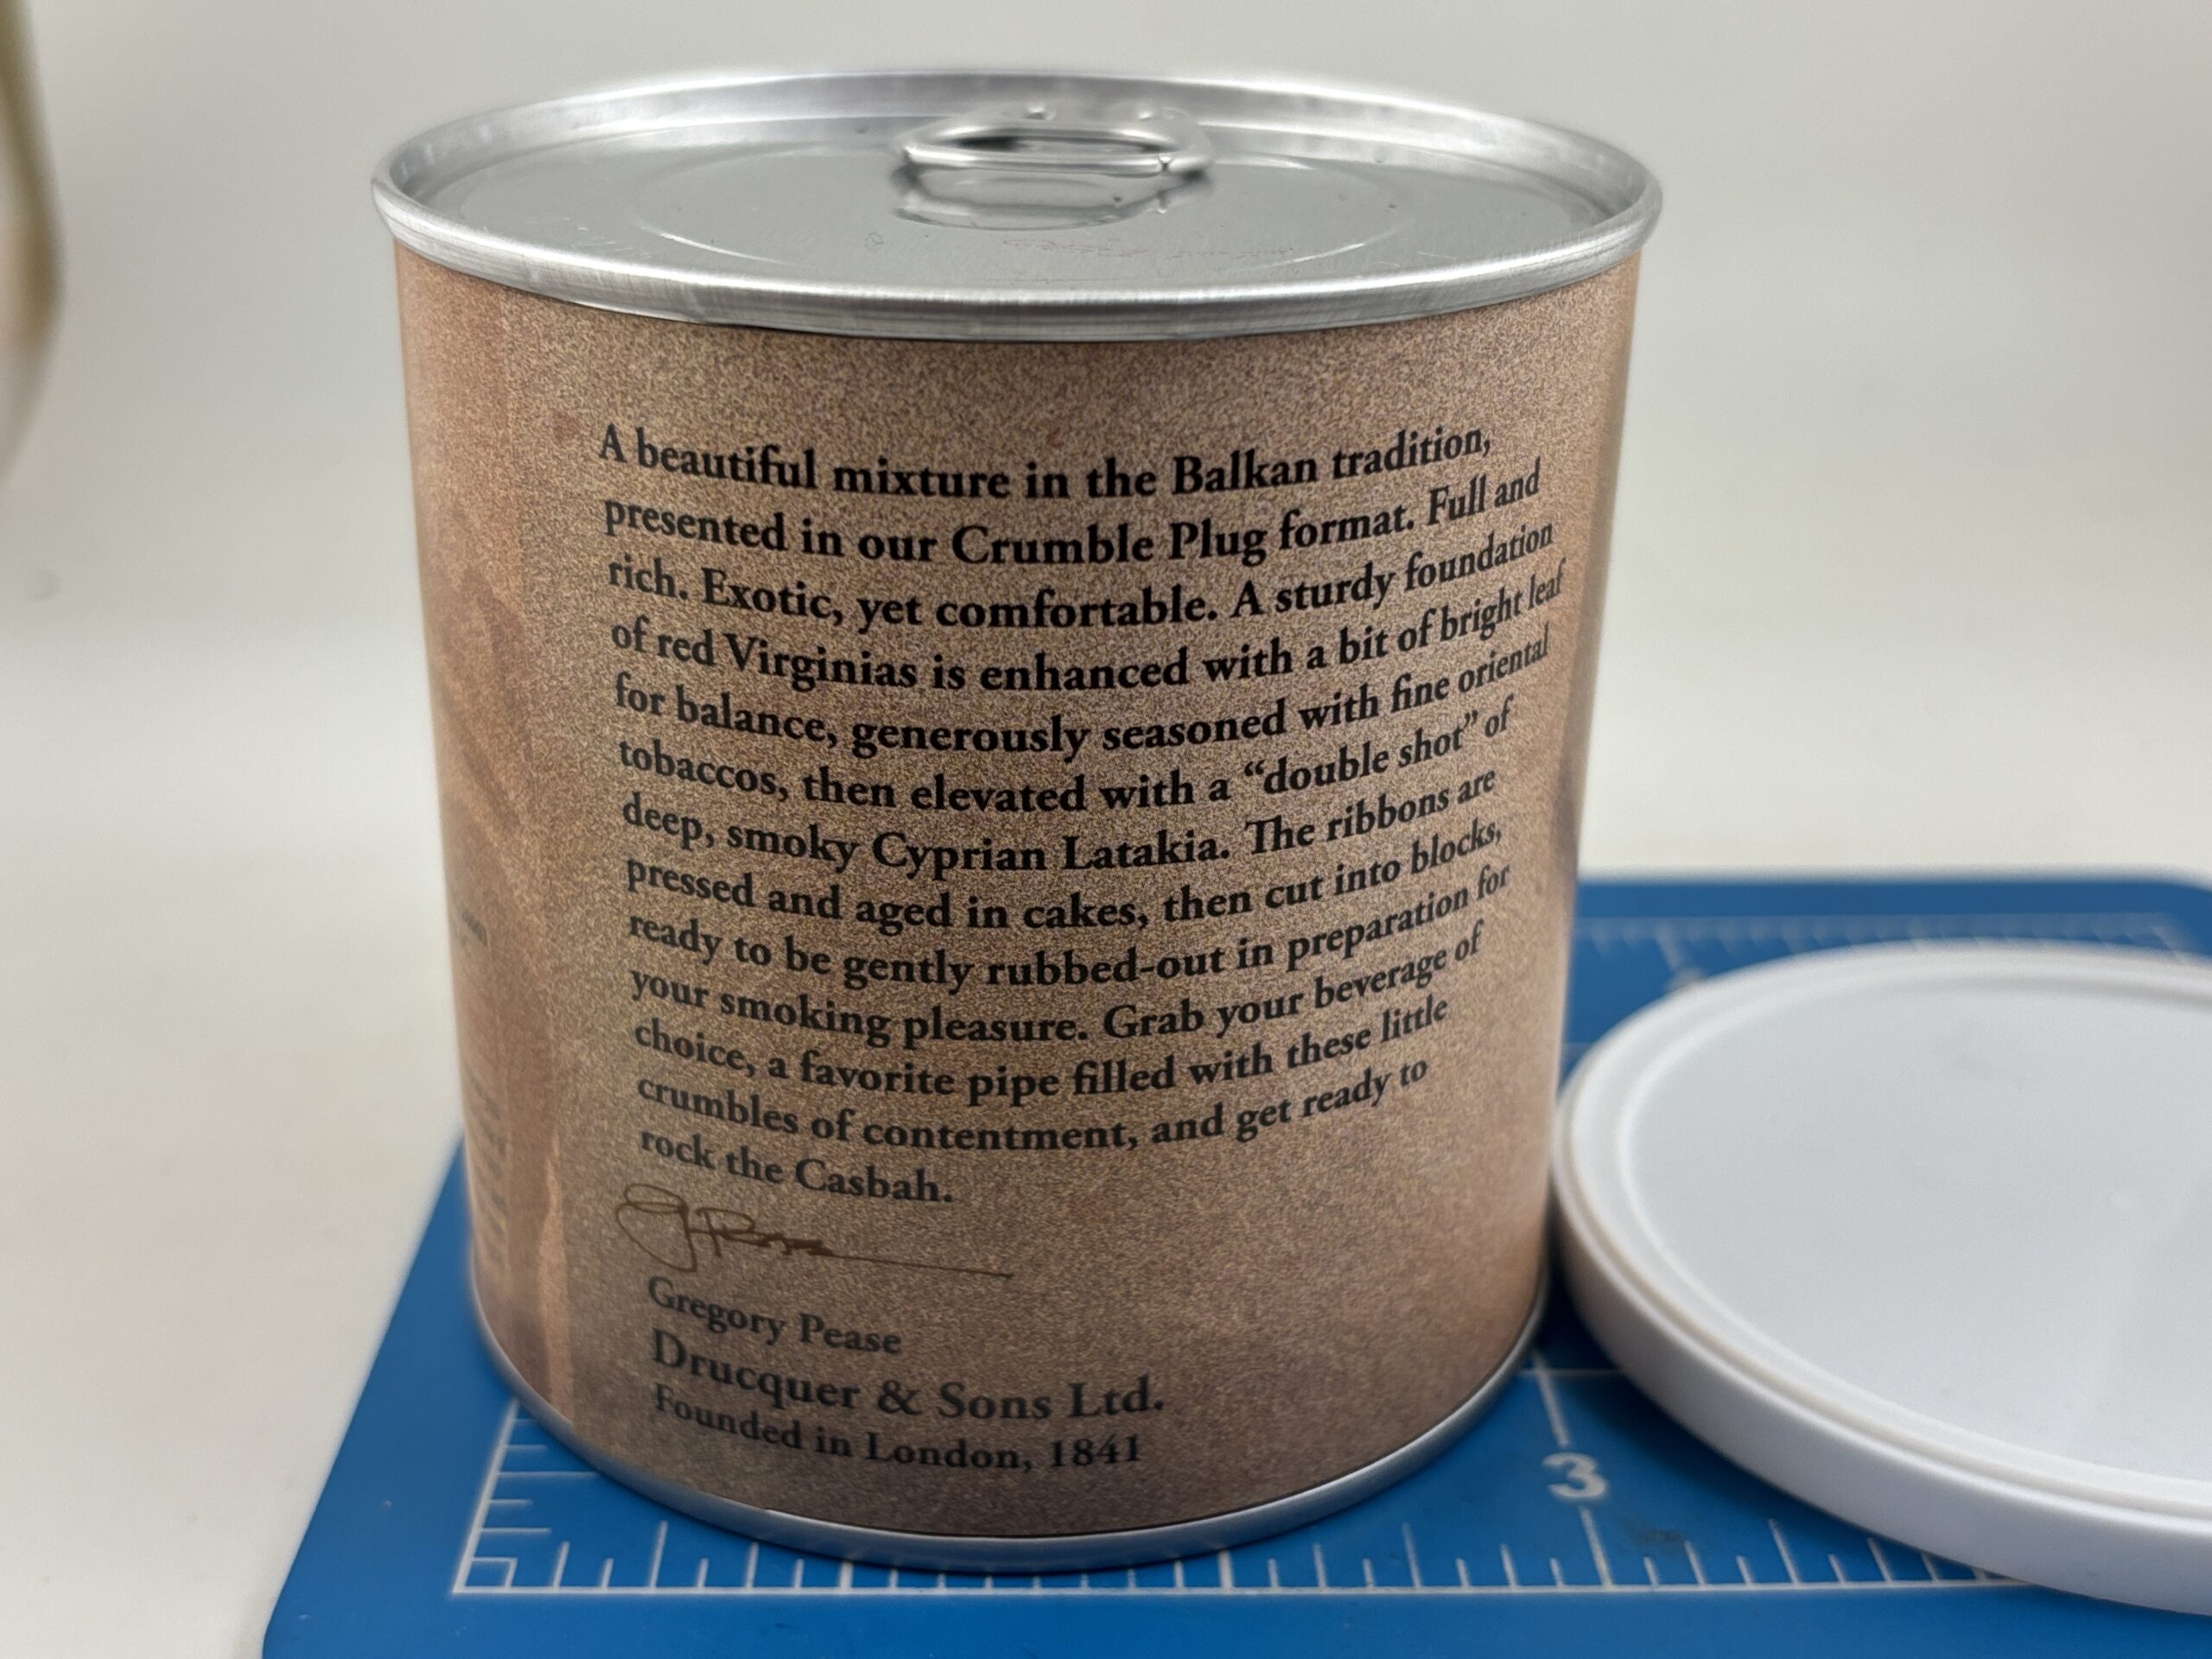 A beautiful mixture in the Balkan tradition,
presented in our Crumble Plug format. Full and
rich. Exotic, yet comfortable. A sturdy foundation
of red Virginias is enhanced with a bit of bright leaf
for balance, generously seasoned with fine oriental
tobaccos, then elevated with a “double shot” of
deep, smoky Cyprian Latakia. The ribbons are
pressed and aged in cakes, then cut into blocks,
ready to be gently rubbed-out in preparation for
your smoking pleasure. Grab your beverage of
choice, a favorite pipe filled with these little
crumbles of contentment, and get ready to
rock the Casbah.
Gregory Pease
Drucquer & Sons Ltd.
Founded in London, 1841
3